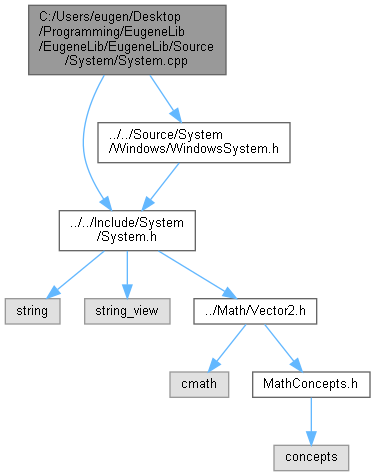 C:/Users/eugen/Desktop
/Programming/EugeneLib
/EugeneLib/EugeneLib/Source
/System/System.cpp
../../Source/System
/Windows/WindowsSystem.h
../../Include/System
/System.h
string
string_view
../Math/Vector2.h
cmath
MathConcepts.h
concepts